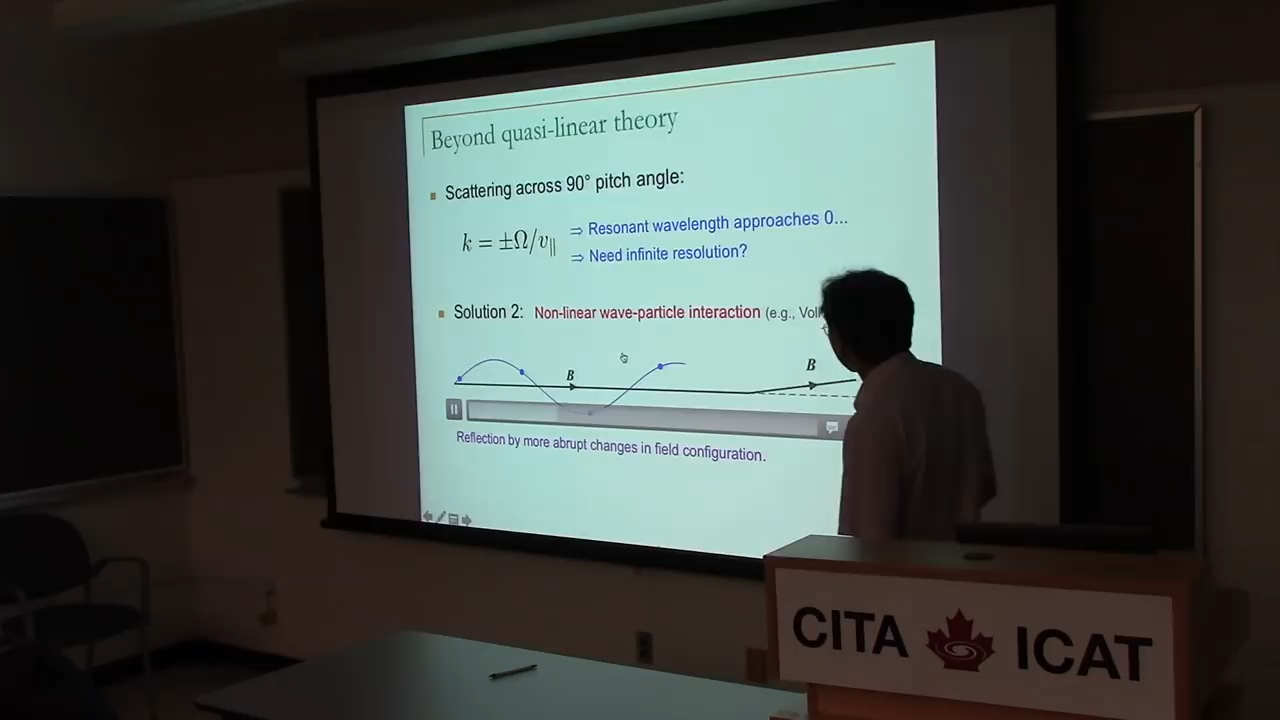 Beyond quasi-linear theory
Scattering across 90° pitch angle:
k = ±Ω/v∥
⇒ Resonant wavelength approaches 0...
⇒ Need infinite resolution?
Solution 2: Non-linear wave-particle interaction (e.g.,
B
B
Reflection by more abrupt changes in field configuration.
CITA ICAT